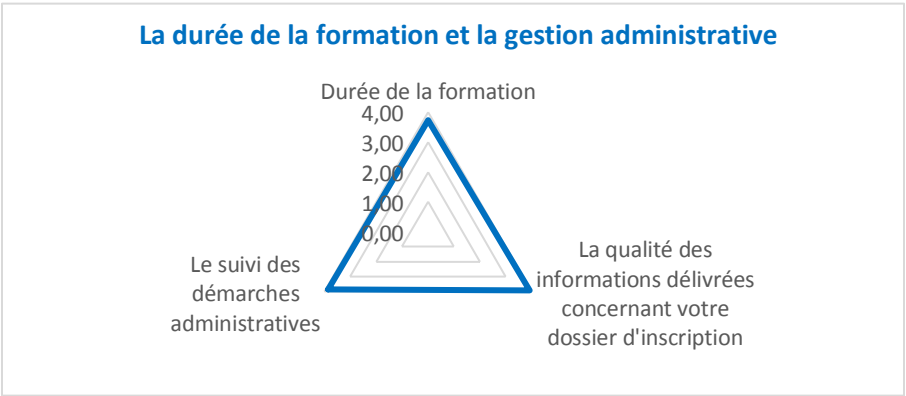 La durée de la formation et la gestion administrative
Durée de la formation
4,00
3,00
2,00
1,00
0,00
La qualité des
informations délivrées
concernant votre
dossier d'inscription
Le suivi des
démarches
administratives